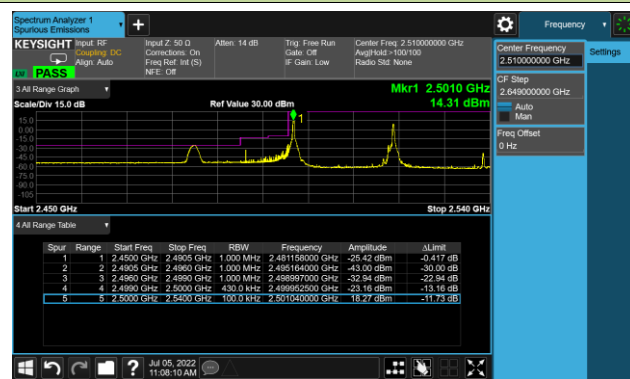 Spectrum Analyzer 1
Spurious Emissions
Frequency
KEYSIGHT Input: RF
Coupling: DC
Align: Auto
Input Z: 50 Ω
Corrections: On
Freq Ref: Int (S)
NFE: Off
Atten: 14 dB
Trig: Free Run
Gate: Off
IF Gain: Low
Center Freq: 2.510000000 GHz
Avg|Hold:>100/100
Radio Std: None
PASS
Center Frequency
2.510000000 GHz
Settings
CF Step
2.649000000 GHz
Auto
Man
Freq Offset
0 Hz
3 All Range Graph
Mkr1 2.5010 GHz
Scale/Div 15.0 dB
Ref Value 30.00 dBm
14.31 dBm
1
15.0
0.00
-15.0
-30.0
-45.0
-60.0
-75.0
-90.0
-105
Start 2.450 GHz
Stop 2.540 GHz
4 All Range Table
Spur Range Start Freq Stop Freq RBW Frequency Amplitude ΔLimit
1 1 2.4500 GHz 2.4905 GHz 1.000 MHz 2.481158000 GHz -25.42 dBm -0.417 dB
2 2 2.4905 GHz 2.4960 GHz 1.000 MHz 2.495164000 GHz -43.00 dBm -30.00 dB
3 3 2.4960 GHz 2.4990 GHz 1.000 MHz 2.498997000 GHz -32.94 dBm -22.94 dB
4 4 2.4990 GHz 2.5000 GHz 430.0 kHz 2.499952500 GHz -23.16 dBm -13.16 dB
5 5 2.5000 GHz 2.5400 GHz 100.0 kHz 2.501040000 GHz 18.27 dBm -11.73 dB
Jul 05, 2022
11:08:10 AM